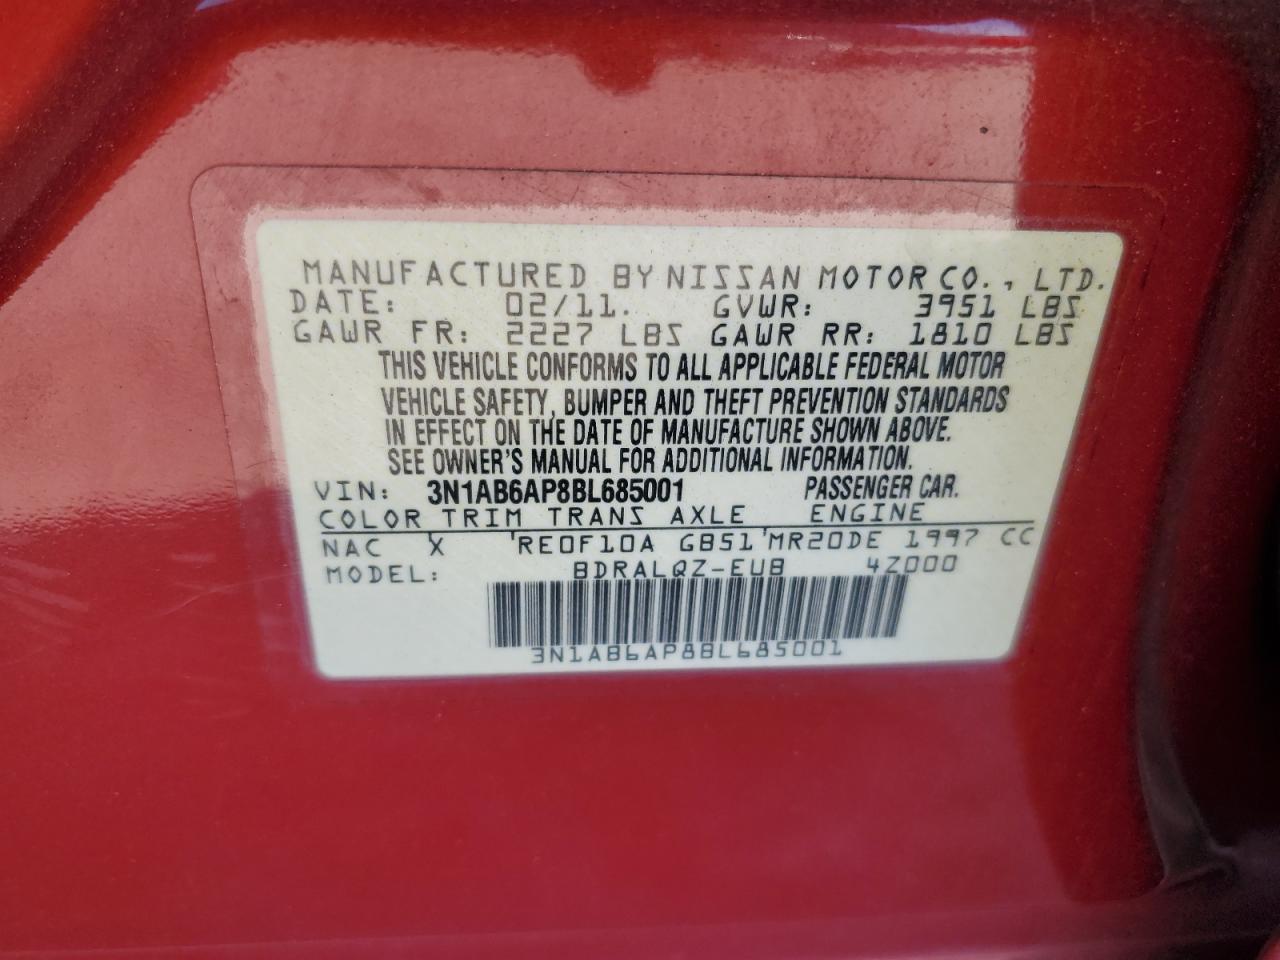 MANUFACTURED BY NISSAN MOTOR CO., LTD.
DATE: 02/11. GVWR: 3951 LBS
GAWR FR: 2227 LBS GAWR RR: 1810 LBS
THIS VEHICLE CONFORMS TO ALL APPLICABLE FEDERAL MOTOR
VEHICLE SAFETY, BUMPER AND THEFT PREVENTION STANDARDS
IN EFFECT ON THE DATE OF MANUFACTURE SHOWN ABOVE.
SEE OWNER'S MANUAL FOR ADDITIONAL INFORMATION.
VIN: 3N1AB6AP8BL685001 PASSENGER CAR.
COLOR TRIM TRANS AXLE ENGINE
NAC X 'RE0F10A GB51'MR20DE 1997 CC
MODEL: BDRALQZ-EUB 4Z000
3N1AB6AP8BL685001